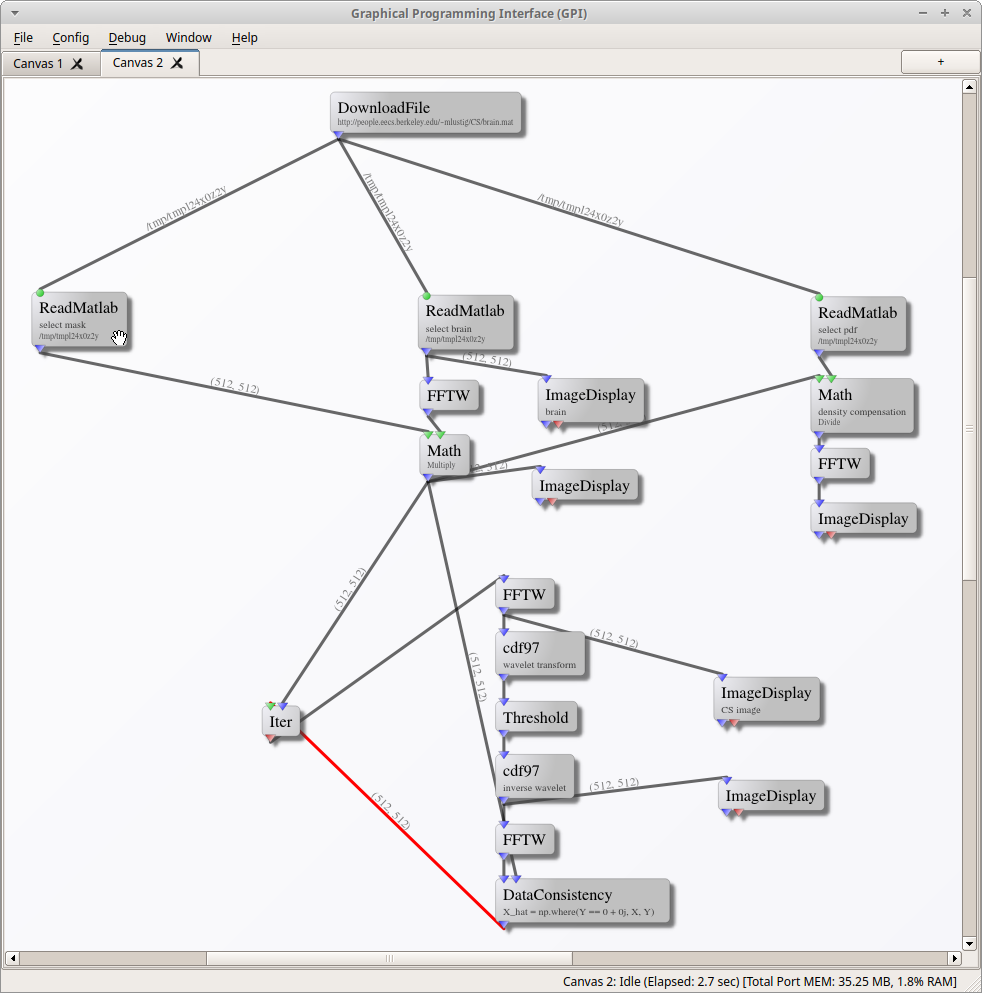 Graphical Programming Interface (GPI)
File Config Debug Window Help
Canvas 1
Canvas 2
+
DownloadFile
http://people.eecs.berkeley.edu/~mlustig/CS/brain.mat
/tmp/tmpl24x0z2y
/tmp/tmpl24x0z2y
/tmp/tmpl24x0z2y
ReadMatlab
select mask
/tmp/tmpl24x0z2y
ReadMatlab
select brain
/tmp/tmpl24x0z2y
ReadMatlab
select pdf
/tmp/tmpl24x0z2y
(512, 512)
(512, 512)
FFTW
ImageDisplay
brain
Math
density compensation
Divide
Math
Multiply
512)
ImageDisplay
FFTW
ImageDisplay
(512, 512)
FFTW
(512, 512)
cdf97
wavelet transform
(512, 512)
ImageDisplay
CS image
Threshold
Iter
cdf97
inverse wavelet
(512, 512)
ImageDisplay
(512, 512)
FFTW
DataConsistency
X_hat = np.where(Y == 0 + 0j, X, Y)
Canvas 2: Idle (Elapsed: 2.7 sec) [Total Port MEM: 35.25 MB, 1.8% RAM]